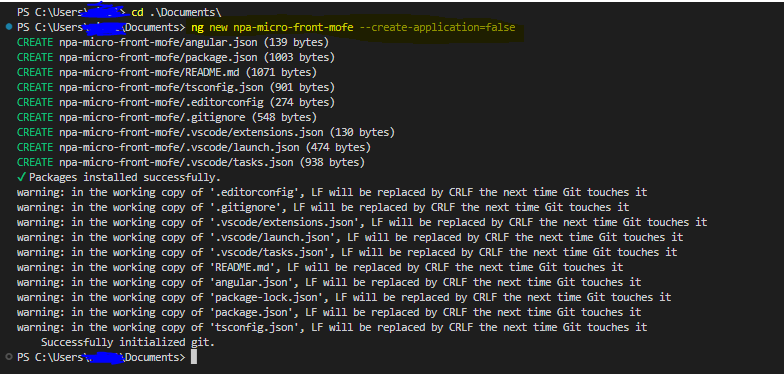 PS C:\Users\ > cd .\Documents\
PS C:\Users\ \Documents> ng new npa-micro-front-mofe --create-application=false
CREATE npa-micro-front-mofe/angular.json (139 bytes)
CREATE npa-micro-front-mofe/package.json (1003 bytes)
CREATE npa-micro-front-mofe/README.md (1071 bytes)
CREATE npa-micro-front-mofe/tsconfig.json (901 bytes)
CREATE npa-micro-front-mofe/.editorconfig (274 bytes)
CREATE npa-micro-front-mofe/.gitignore (548 bytes)
CREATE npa-micro-front-mofe/.vscode/extensions.json (130 bytes)
CREATE npa-micro-front-mofe/.vscode/launch.json (474 bytes)
CREATE npa-micro-front-mofe/.vscode/tasks.json (938 bytes)
√ Packages installed successfully.
warning: in the working copy of '.editorconfig', LF will be replaced by CRLF the next time Git touches it
warning: in the working copy of '.gitignore', LF will be replaced by CRLF the next time Git touches it
warning: in the working copy of '.vscode/extensions.json', LF will be replaced by CRLF the next time Git touches it
warning: in the working copy of '.vscode/launch.json', LF will be replaced by CRLF the next time Git touches it
warning: in the working copy of '.vscode/tasks.json', LF will be replaced by CRLF the next time Git touches it
warning: in the working copy of 'README.md', LF will be replaced by CRLF the next time Git touches it
warning: in the working copy of 'angular.json', LF will be replaced by CRLF the next time Git touches it
warning: in the working copy of 'package-lock.json', LF will be replaced by CRLF the next time Git touches it
warning: in the working copy of 'package.json', LF will be replaced by CRLF the next time Git touches it
warning: in the working copy of 'tsconfig.json', LF will be replaced by CRLF the next time Git touches it
Successfully initialized git.
PS C:\Users\ \Documents>